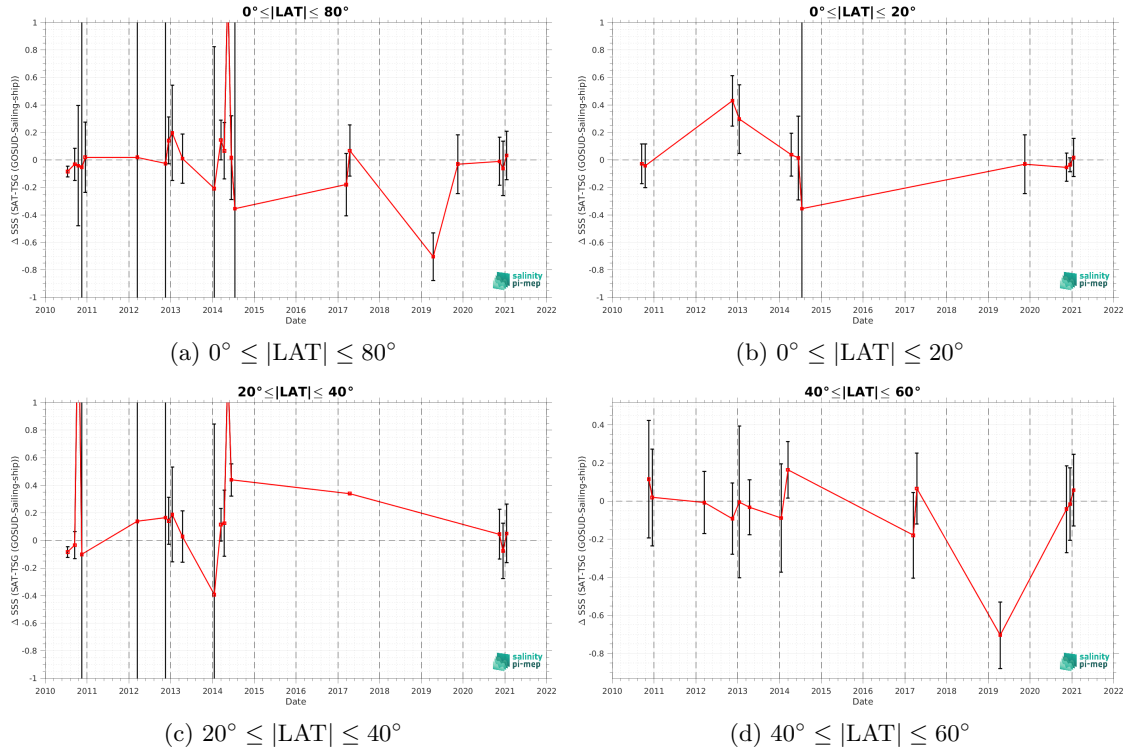 0°≤|LAT|≤ 80°
Δ SSS (SAT-TSG (GOSUD-Sailing-ship))
1
0.8
0.6
0.4
0.2
0
-0.2
-0.4
-0.6
-0.8
-1
2010 2011 2012 2013 2014 2015 2016 2017 2018 2019 2020 2021 2022
Date
salinity
pi-mep
(a) 0° ≤ |LAT| ≤ 80°
0°≤|LAT|≤ 20°
Δ SSS (SAT-TSG (GOSUD-Sailing-ship))
1
0.8
0.6
0.4
0.2
0
-0.2
-0.4
-0.6
-0.8
-1
2010 2011 2012 2013 2014 2015 2016 2017 2018 2019 2020 2021 2022
Date
salinity
pi-mep
(b) 0° ≤ |LAT| ≤ 20°
20°≤|LAT|≤ 40°
Δ SSS (SAT-TSG (GOSUD-Sailing-ship))
1
0.8
0.6
0.4
0.2
0
-0.2
-0.4
-0.6
-0.8
-1
2010 2011 2012 2013 2014 2015 2016 2017 2018 2019 2020 2021 2022
Date
salinity
pi-mep
(c) 20° ≤ |LAT| ≤ 40°
40°≤|LAT|≤ 60°
Δ SSS (SAT-TSG (GOSUD-Sailing-ship))
0.4
0.2
0
-0.2
-0.4
-0.6
-0.8
2010 2011 2012 2013 2014 2015 2016 2017 2018 2019 2020 2021 2022
Date
salinity
pi-mep
(d) 40° ≤ |LAT| ≤ 60°